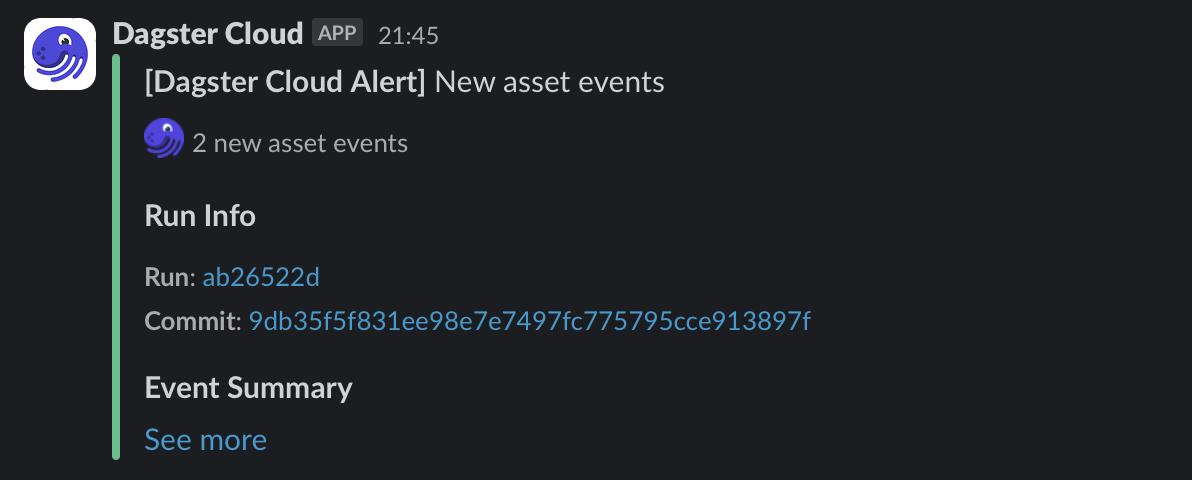 Dagster Cloud APP 21:45
[Dagster Cloud Alert] New asset events
2 new asset events
Run Info
Run: ab26522d
Commit: 9db35f5f831ee98e7e7497fc775795cce913897f
Event Summary
See more